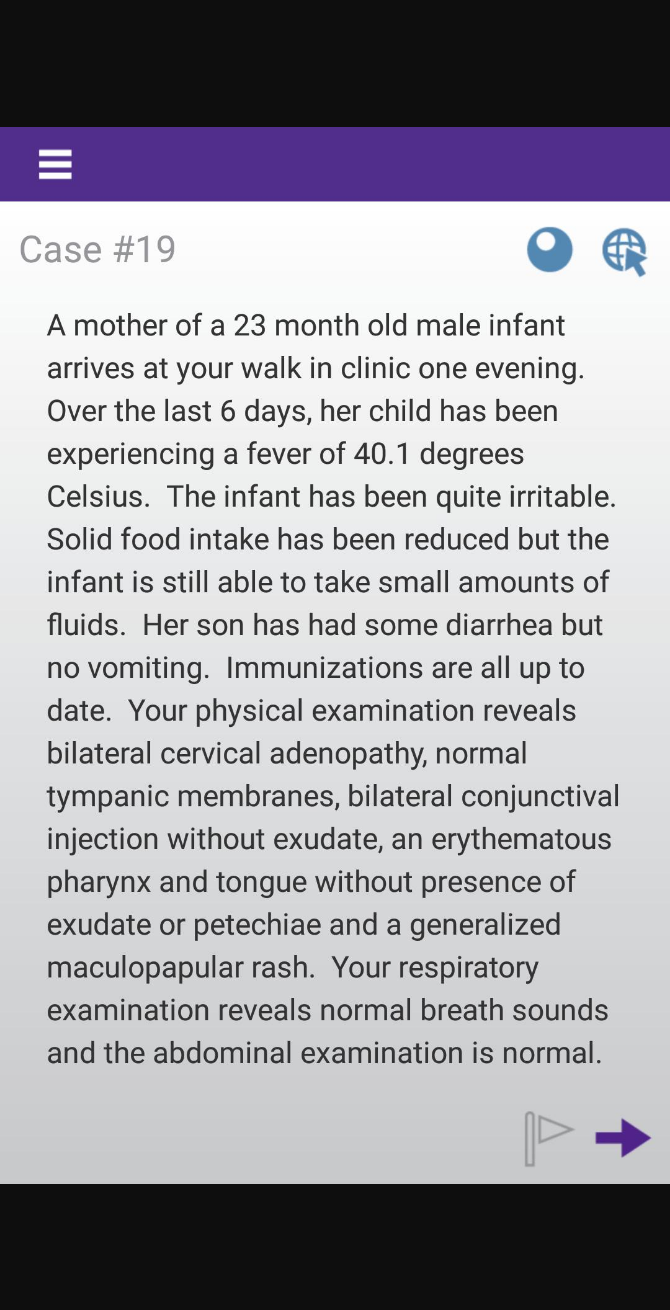 Case #19
A mother of a 23 month old male infant
arrives at your walk in clinic one evening.
Over the last 6 days, her child has been
experiencing a fever of 40.1 degrees
Celsius.  The infant has been quite irritable.
Solid food intake has been reduced but the
infant is still able to take small amounts of
fluids.  Her son has had some diarrhea but
no vomiting.  Immunizations are all up to
date.  Your physical examination reveals
bilateral cervical adenopathy, normal
tympanic membranes, bilateral conjunctival
injection without exudate, an erythematous
pharynx and tongue without presence of
exudate or petechiae and a generalized
maculopapular rash.  Your respiratory
examination reveals normal breath sounds
and the abdominal examination is normal.